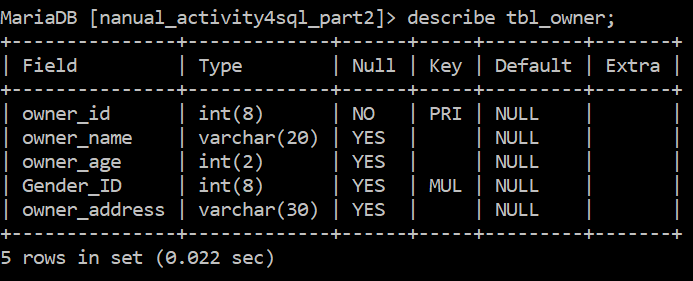 MariaDB [nanual_activity4sql_part2]> describe tbl_owner;
+---------------+-------------+------+-----+---------+-------+
| Field         | Type        | Null | Key | Default | Extra |
+---------------+-------------+------+-----+---------+-------+
| owner_id      | int(8)      | NO   | PRI | NULL    |       |
| owner_name    | varchar(20) | YES  |     | NULL    |       |
| owner_age     | int(2)      | YES  |     | NULL    |       |
| Gender_ID     | int(8)      | YES  | MUL | NULL    |       |
| owner_address | varchar(30) | YES  |     | NULL    |       |
+---------------+-------------+------+-----+---------+-------+
5 rows in set (0.022 sec)